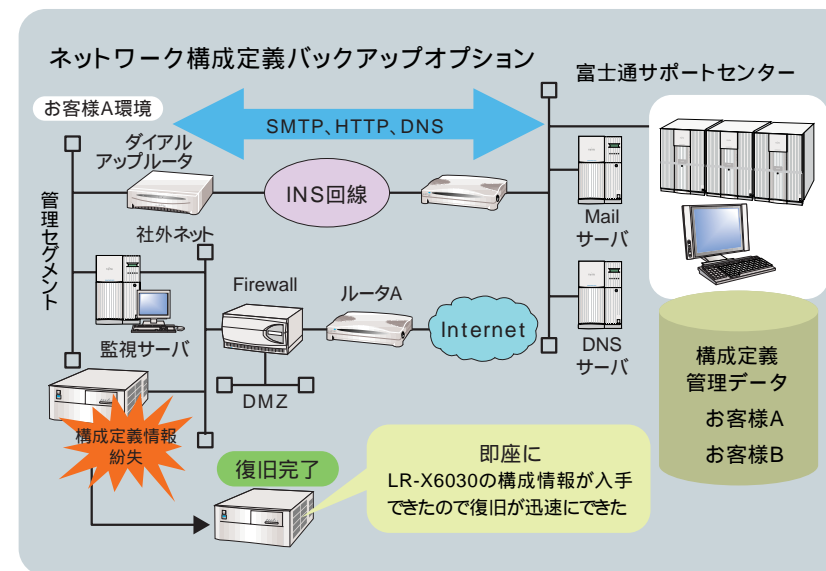 ネットワーク構成定義バックアップオプション
富士通サポートセンター
お客様A環境
SMTP、HTTP、DNS
ダイアル
アップルータ
INS回線
Mail
サーバ
管理セグメント
社外ネット
Firewall
ルータA
Internet
監視サーバ
DMZ
DNS
サーバ
構成定義
管理データ
お客様A
お客様B
構成定義情報
紛失
復旧完了
即座に
LR-X6030の構成情報が入手
できたので復旧が迅速にできた